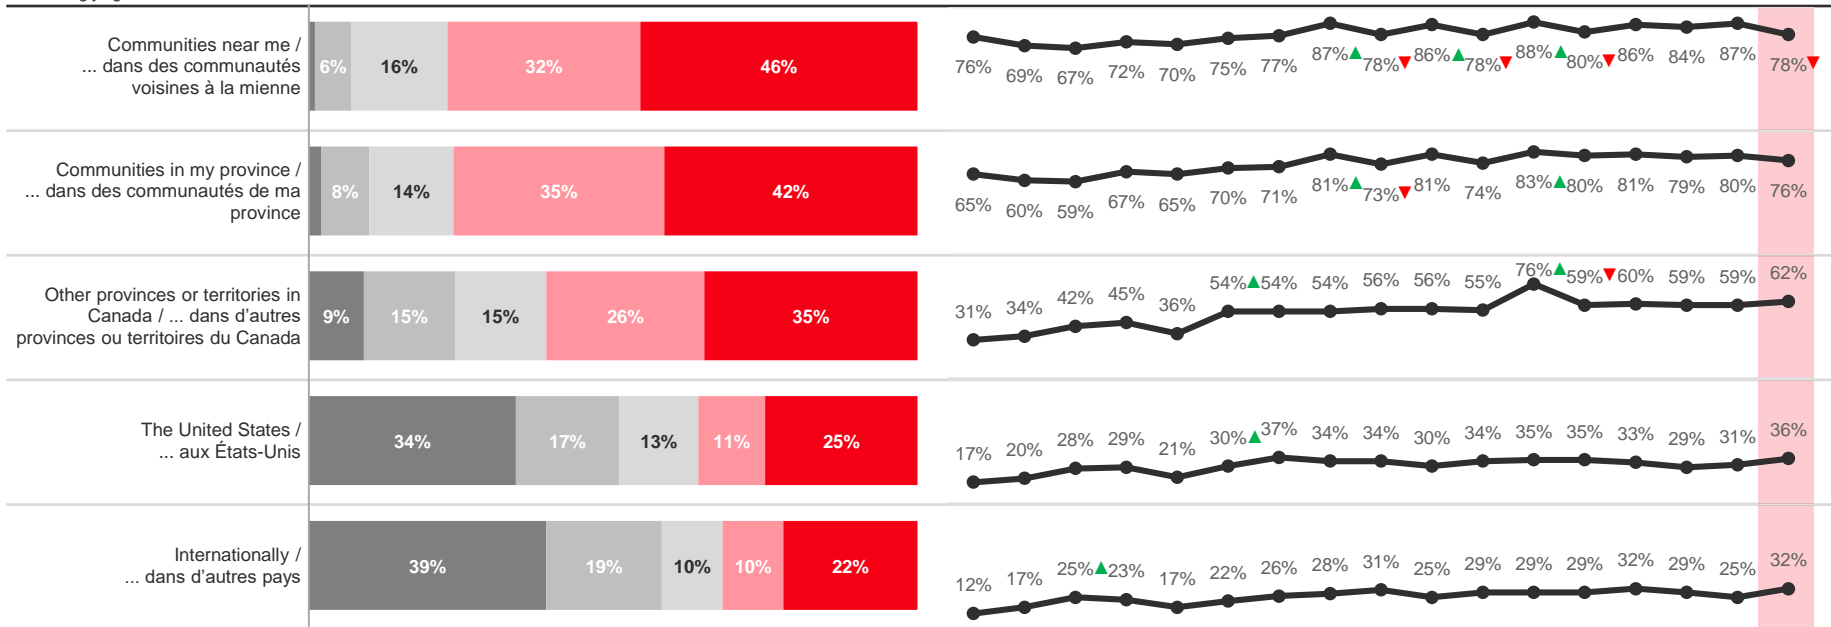 Communities near me /
... dans des communautés
voisines à la mienne
6% 16% 32% 46%
76% 69% 67% 72% 70% 75% 77% 87%▲ 78%▼ 86%▲ 78%▼ 88%▲ 80%▼ 86% 84% 87% 78%▼
Communities in my province /
... dans des communautés de ma
province
8% 14% 35% 42%
65% 60% 59% 67% 65% 70% 71% 81%▲ 73%▼ 81% 74% 83%▲ 80% 81% 79% 80% 76%
Other provinces or territories in
Canada / ... dans d'autres
provinces ou territoires du Canada
9% 15% 15% 26% 35%
31% 34% 42% 45% 36% 54%▲ 54% 54% 56% 56% 55% 76%▲ 59%▼ 60% 59% 59% 62%
The United States /
... aux États-Unis
34% 17% 13% 11% 25%
17% 20% 28% 29% 21% 30%▲ 37% 34% 34% 30% 34% 35% 35% 33% 29% 31% 36%
Internationally /
... dans d'autres pays
39% 19% 10% 10% 22%
12% 17% 25%▲ 23% 17% 22% 26% 28% 31% 25% 29% 29% 29% 32% 29% 25% 32%